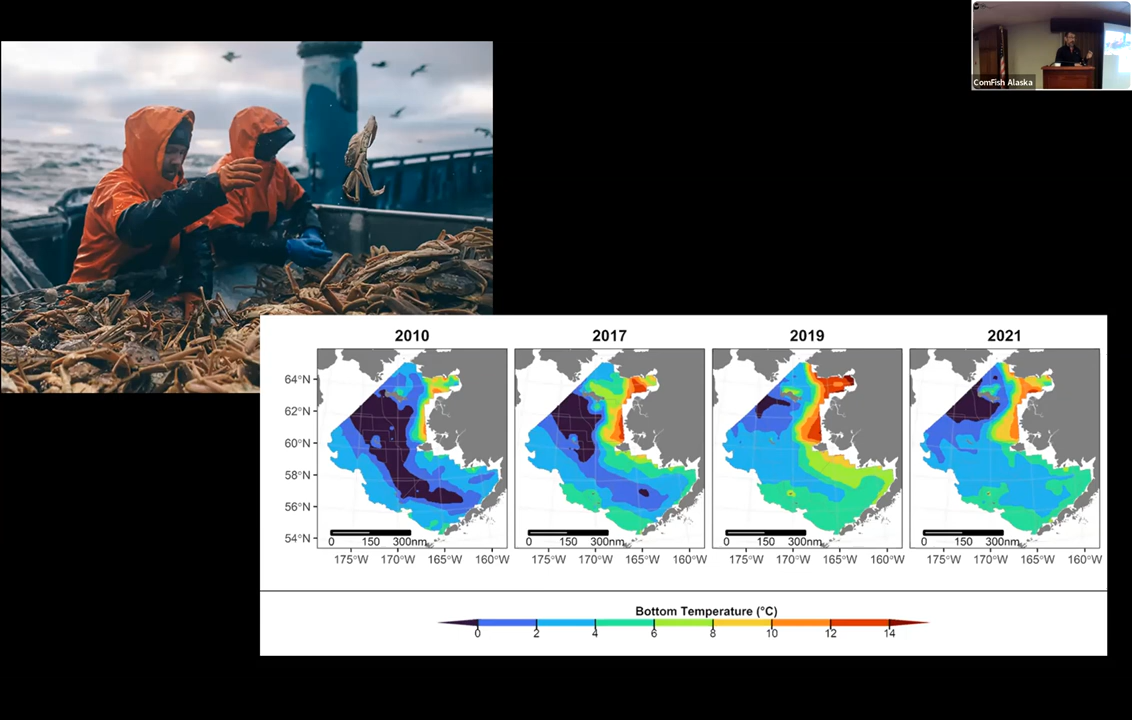 ComFish Alaska
2010 2017 2019 2021
64°N
62°N
60°N
58°N
56°N
54°N
0 150 300nm 0 150 300nm 0 150 300nm 0 150 300nm
175°W 170°W 165°W 160°W 175°W 170°W 165°W 160°W 175°W 170°W 165°W 160°W 175°W 170°W 165°W 160°W
Bottom Temperature (°C)
0 2 4 6 8 10 12 14